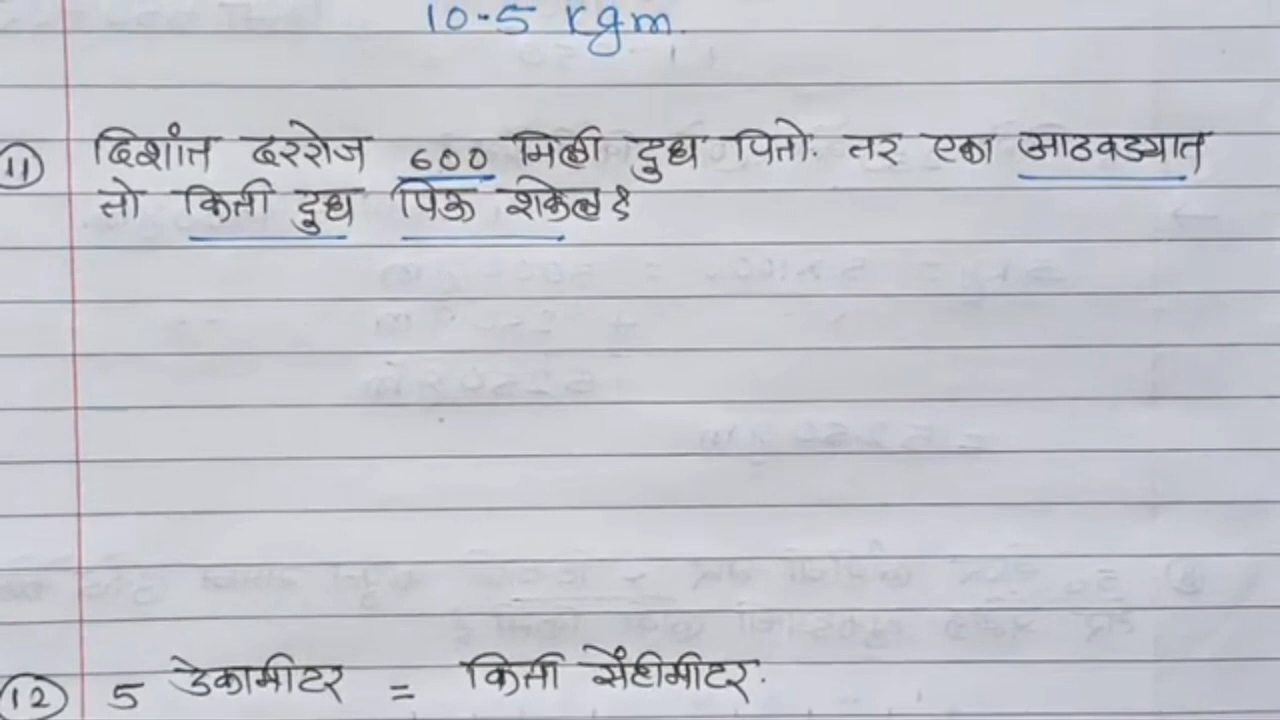 10.5 kgm.
11 दिशांत दररोज 600 मिली दुध पितो. तर एका आठवड्यात
तो किती दुध पिऊ शकेल?
12 5 डेकामीटर = किती सेंटीमीटर.